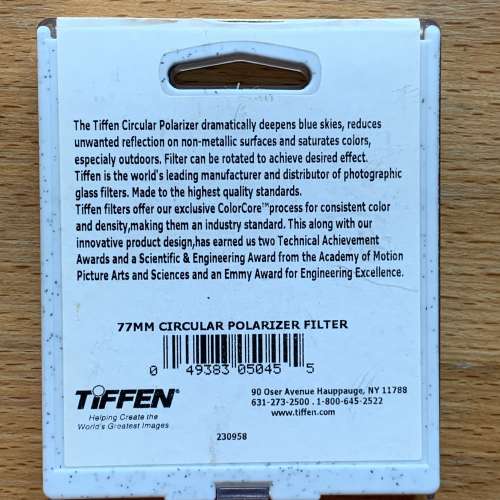 The Tiffen Circular Polarizer dramatically deepens blue skies, reduces
unwanted reflection on non-metallic surfaces and saturates colors,
especialy outdoors. Filter can be rotated to achieve desired effect.
Tiffen is the world's leading manufacturer and distributor of photographic
glass filters. Made to the highest quality standards.
Tiffen filters offer our exclusive ColorCore™process for consistent color
and density,making them an industry standard. This along with our
innovative product design,has earned us two Technical Achievement
Awards and a Scientific & Engineering Award from the Academy of Motion
Picture Arts and Sciences and an Emmy Award for Engineering Excellence.
77MM CIRCULAR POLARIZER FILTER
0 49383 05045 5
TiFFEN®
Helping Create the
World's Greatest Images
90 Oser Avenue Hauppauge, NY 11788
631-273-2500 . 1-800-645-2522
www.tiffen.com
230958